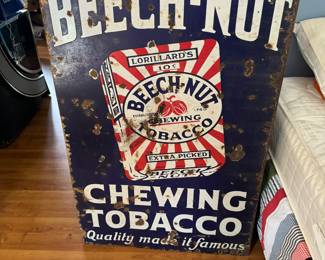 BEECH-NUT
LORILLARD'S
10¢
BEECH-NUT
CHEWING
TOBACCO
EXTRA PICKED
CHEWING
TOBACCO
Quality made it famous